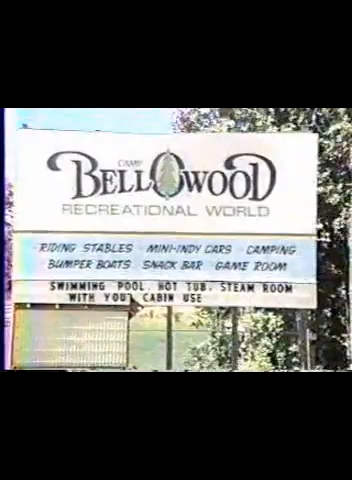 CAMP
BELLOWOOD
RECREATIONAL WORLD
RIDING STABLES · MINI-INDY CARS · CAMPING
BUMPER BOATS · SNACK BAR · GAME ROOM
SWIMMING POOL, HOT TUB, STEAM ROOM
WITH YOUR CABIN USE